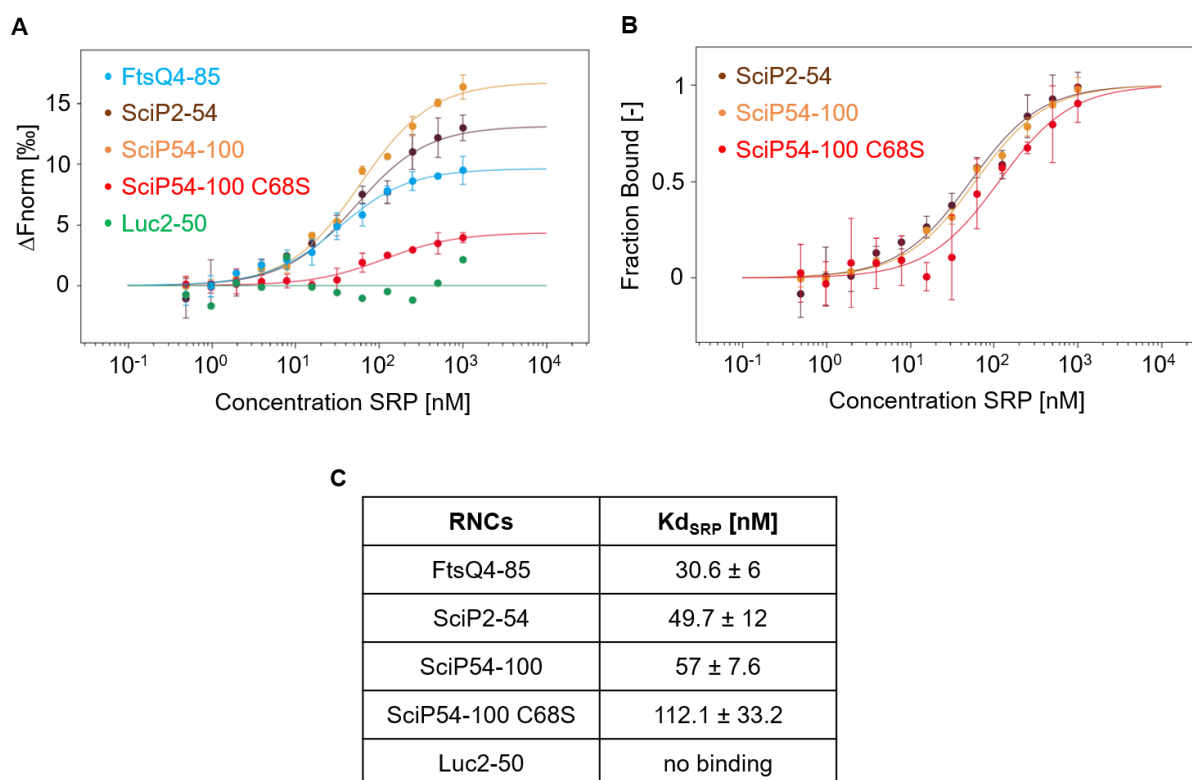 A
FtsQ4-85
SciP2-54
SciP54-100
SciP54-100 C68S
Luc2-50
ΔFnorm [‰]
15
10
5
0
10⁻¹ 10⁰ 10¹ 10² 10³ 10⁴
Concentration SRP [nM]
B
SciP2-54
SciP54-100
SciP54-100 C68S
Fraction Bound [-]
1
0.5
0
10⁻¹ 10⁰ 10¹ 10² 10³ 10⁴
Concentration SRP [nM]
C
RNCs Kd_SRP [nM]
FtsQ4-85 30.6 ± 6
SciP2-54 49.7 ± 12
SciP54-100 57 ± 7.6
SciP54-100 C68S 112.1 ± 33.2
Luc2-50 no binding